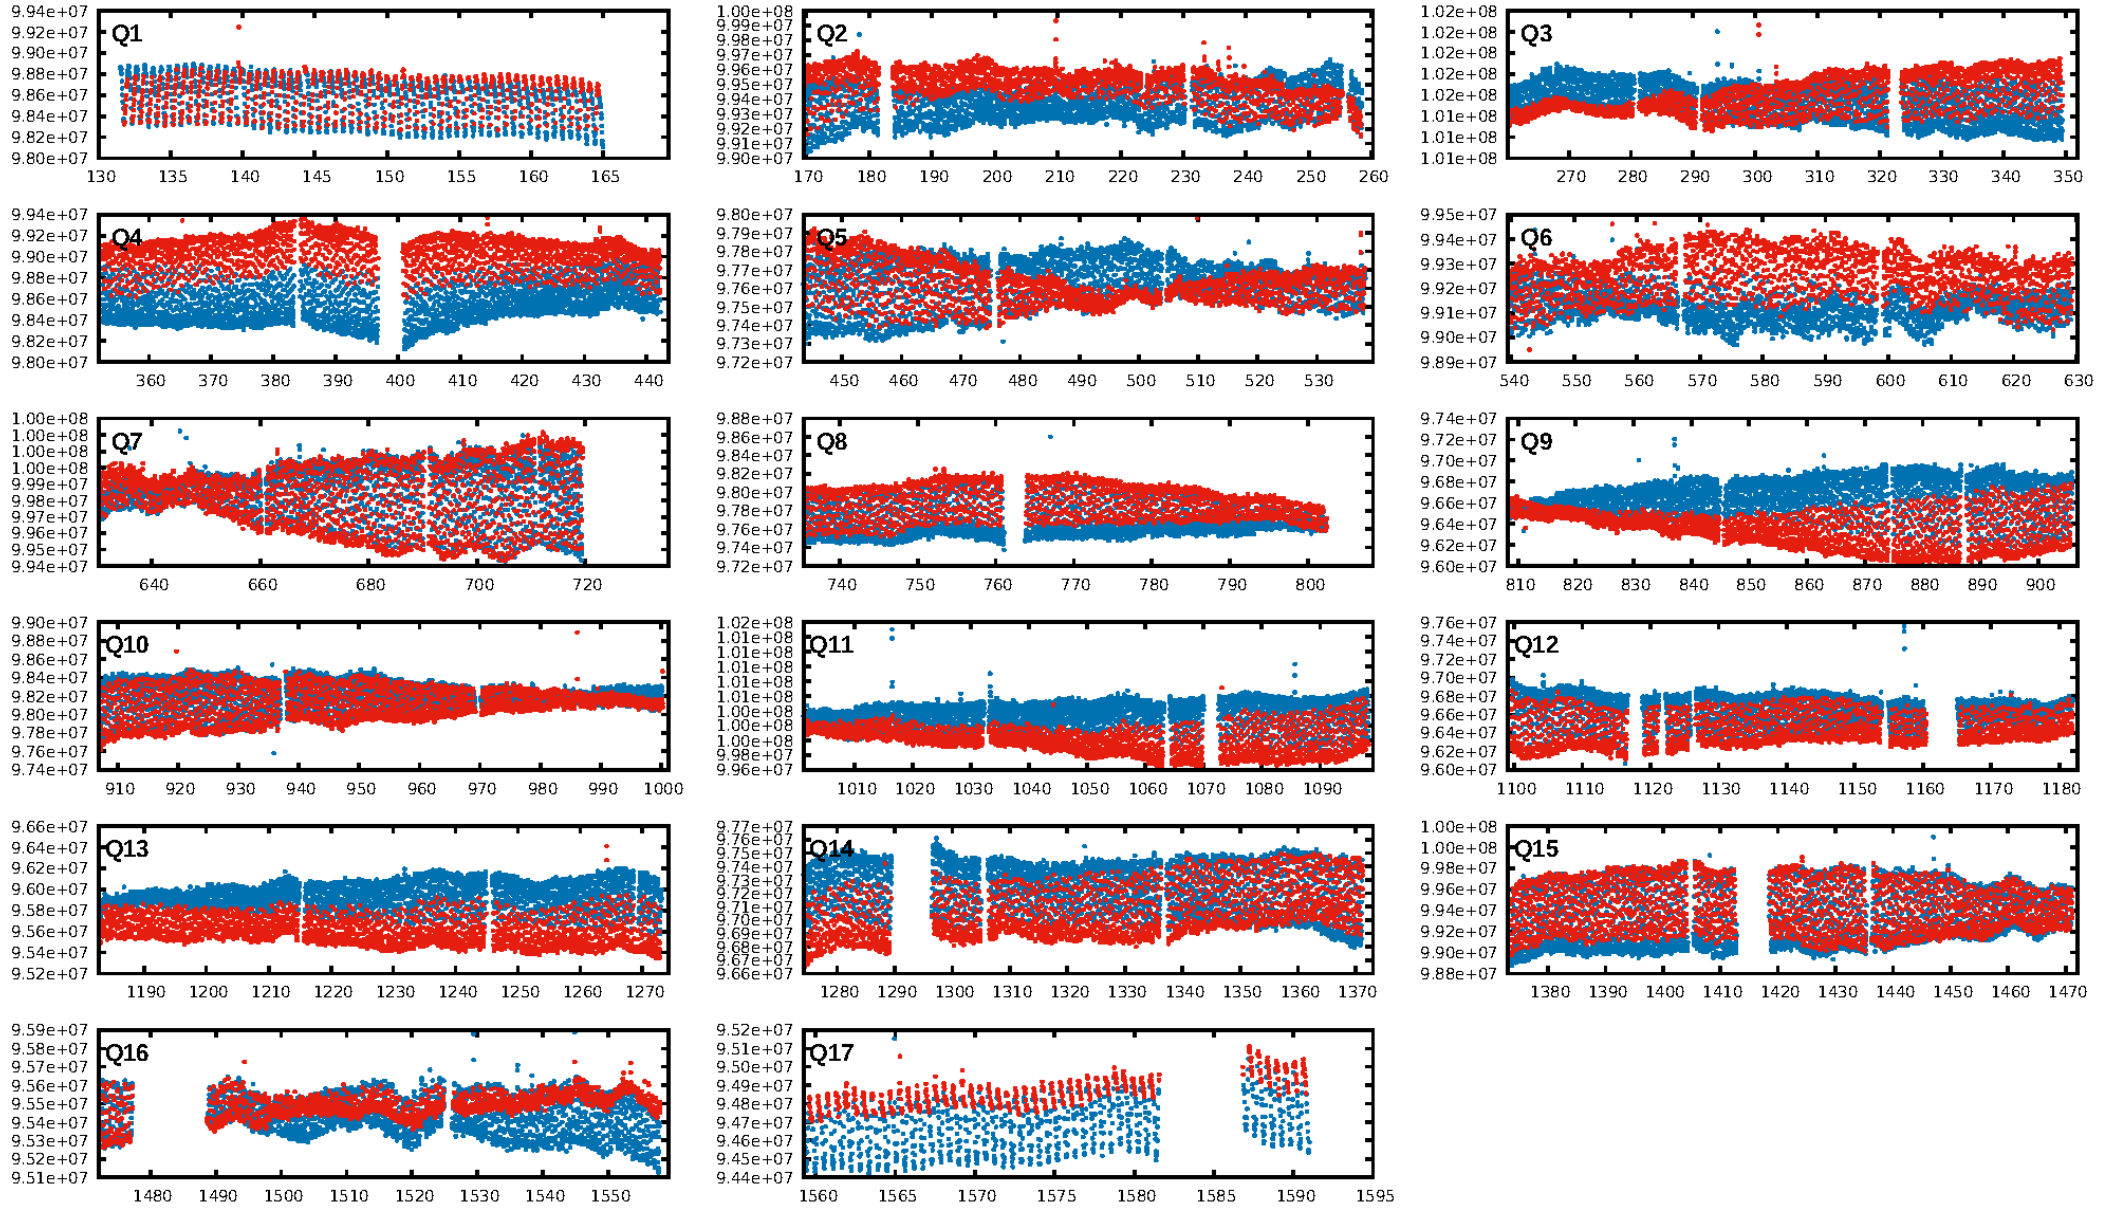 Q1
9.94e+07
9.92e+07
9.90e+07
9.88e+07
9.86e+07
9.84e+07
9.82e+07
9.80e+07
130 135 140 145 150 155 160 165
Q2
1.00e+08
9.99e+07
9.98e+07
9.97e+07
9.96e+07
9.95e+07
9.94e+07
9.93e+07
9.92e+07
9.91e+07
9.90e+07
170 180 190 200 210 220 230 240 250 260
Q3
1.02e+08
1.02e+08
1.02e+08
1.02e+08
1.02e+08
1.01e+08
1.01e+08
1.01e+08
270 280 290 300 310 320 330 340 350
Q4
9.94e+07
9.92e+07
9.90e+07
9.88e+07
9.86e+07
9.84e+07
9.82e+07
9.80e+07
360 370 380 390 400 410 420 430 440
Q5
9.80e+07
9.79e+07
9.78e+07
9.77e+07
9.76e+07
9.75e+07
9.74e+07
9.73e+07
9.72e+07
450 460 470 480 490 500 510 520 530
Q6
9.95e+07
9.94e+07
9.93e+07
9.92e+07
9.91e+07
9.90e+07
9.89e+07
540 550 560 570 580 590 600 610 620 630
Q7
1.00e+08
1.00e+08
1.00e+08
1.00e+08
9.99e+07
9.98e+07
9.97e+07
9.96e+07
9.95e+07
9.94e+07
640 660 680 700 720
Q8
9.88e+07
9.86e+07
9.84e+07
9.82e+07
9.80e+07
9.78e+07
9.76e+07
9.74e+07
9.72e+07
740 750 760 770 780 790 800
Q9
9.74e+07
9.72e+07
9.70e+07
9.68e+07
9.66e+07
9.64e+07
9.62e+07
9.60e+07
810 820 830 840 850 860 870 880 890 900
Q10
9.90e+07
9.88e+07
9.86e+07
9.84e+07
9.82e+07
9.80e+07
9.78e+07
9.76e+07
9.74e+07
910 920 930 940 950 960 970 980 990 1000
Q11
1.02e+08
1.01e+08
1.01e+08
1.01e+08
1.01e+08
1.01e+08
1.00e+08
1.00e+08
1.00e+08
9.98e+07
9.96e+07
1010 1020 1030 1040 1050 1060 1070 1080 1090
Q12
9.76e+07
9.74e+07
9.72e+07
9.70e+07
9.68e+07
9.66e+07
9.64e+07
9.62e+07
9.60e+07
1100 1110 1120 1130 1140 1150 1160 1170 1180
Q13
9.66e+07
9.64e+07
9.62e+07
9.60e+07
9.58e+07
9.56e+07
9.54e+07
9.52e+07
1190 1200 1210 1220 1230 1240 1250 1260 1270
Q14
9.77e+07
9.76e+07
9.75e+07
9.74e+07
9.73e+07
9.72e+07
9.71e+07
9.70e+07
9.69e+07
9.68e+07
9.67e+07
9.66e+07
1280 1290 1300 1310 1320 1330 1340 1350 1360 1370
Q15
1.00e+08
1.00e+08
9.98e+07
9.96e+07
9.94e+07
9.92e+07
9.90e+07
9.88e+07
1380 1390 1400 1410 1420 1430 1440 1450 1460 1470
Q16
9.59e+07
9.58e+07
9.57e+07
9.56e+07
9.55e+07
9.54e+07
9.53e+07
9.52e+07
9.51e+07
1480 1490 1500 1510 1520 1530 1540 1550
Q17
9.52e+07
9.51e+07
9.50e+07
9.49e+07
9.48e+07
9.47e+07
9.46e+07
9.45e+07
9.44e+07
1560 1565 1570 1575 1580 1585 1590 1595